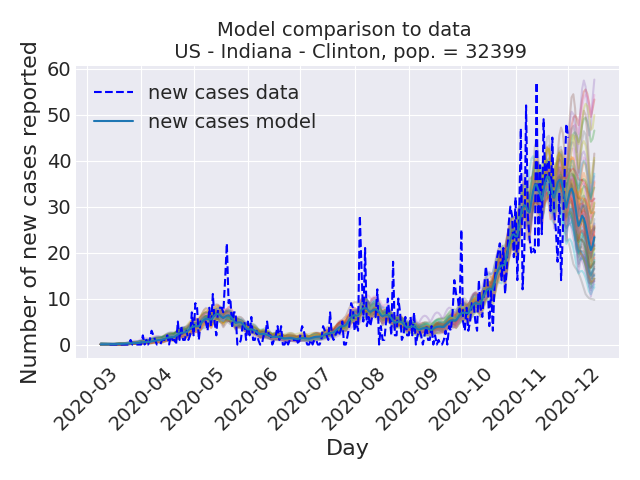 Model comparison to data
US - Indiana - Clinton, pop. = 32399
Number of new cases reported
60
50
40
30
20
10
0
new cases data
new cases model
2020-03
2020-04
2020-05
2020-06
2020-07
2020-08
2020-09
2020-10
2020-11
2020-12
Day